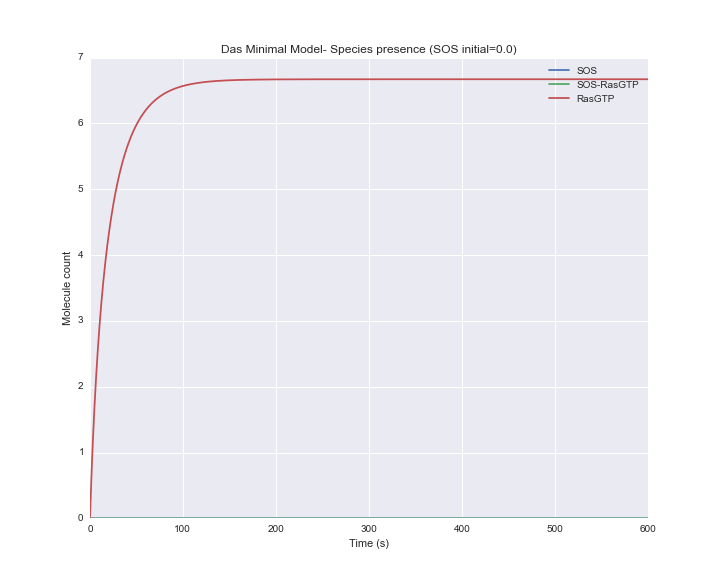 Das Minimal Model- Species presence (SOS initial=0.0)
7
SOS
SOS-RasGTP
RasGTP
6
5
4
Molecule count
3
2
1
0
0 100 200 300 400 500 600
Time (s)